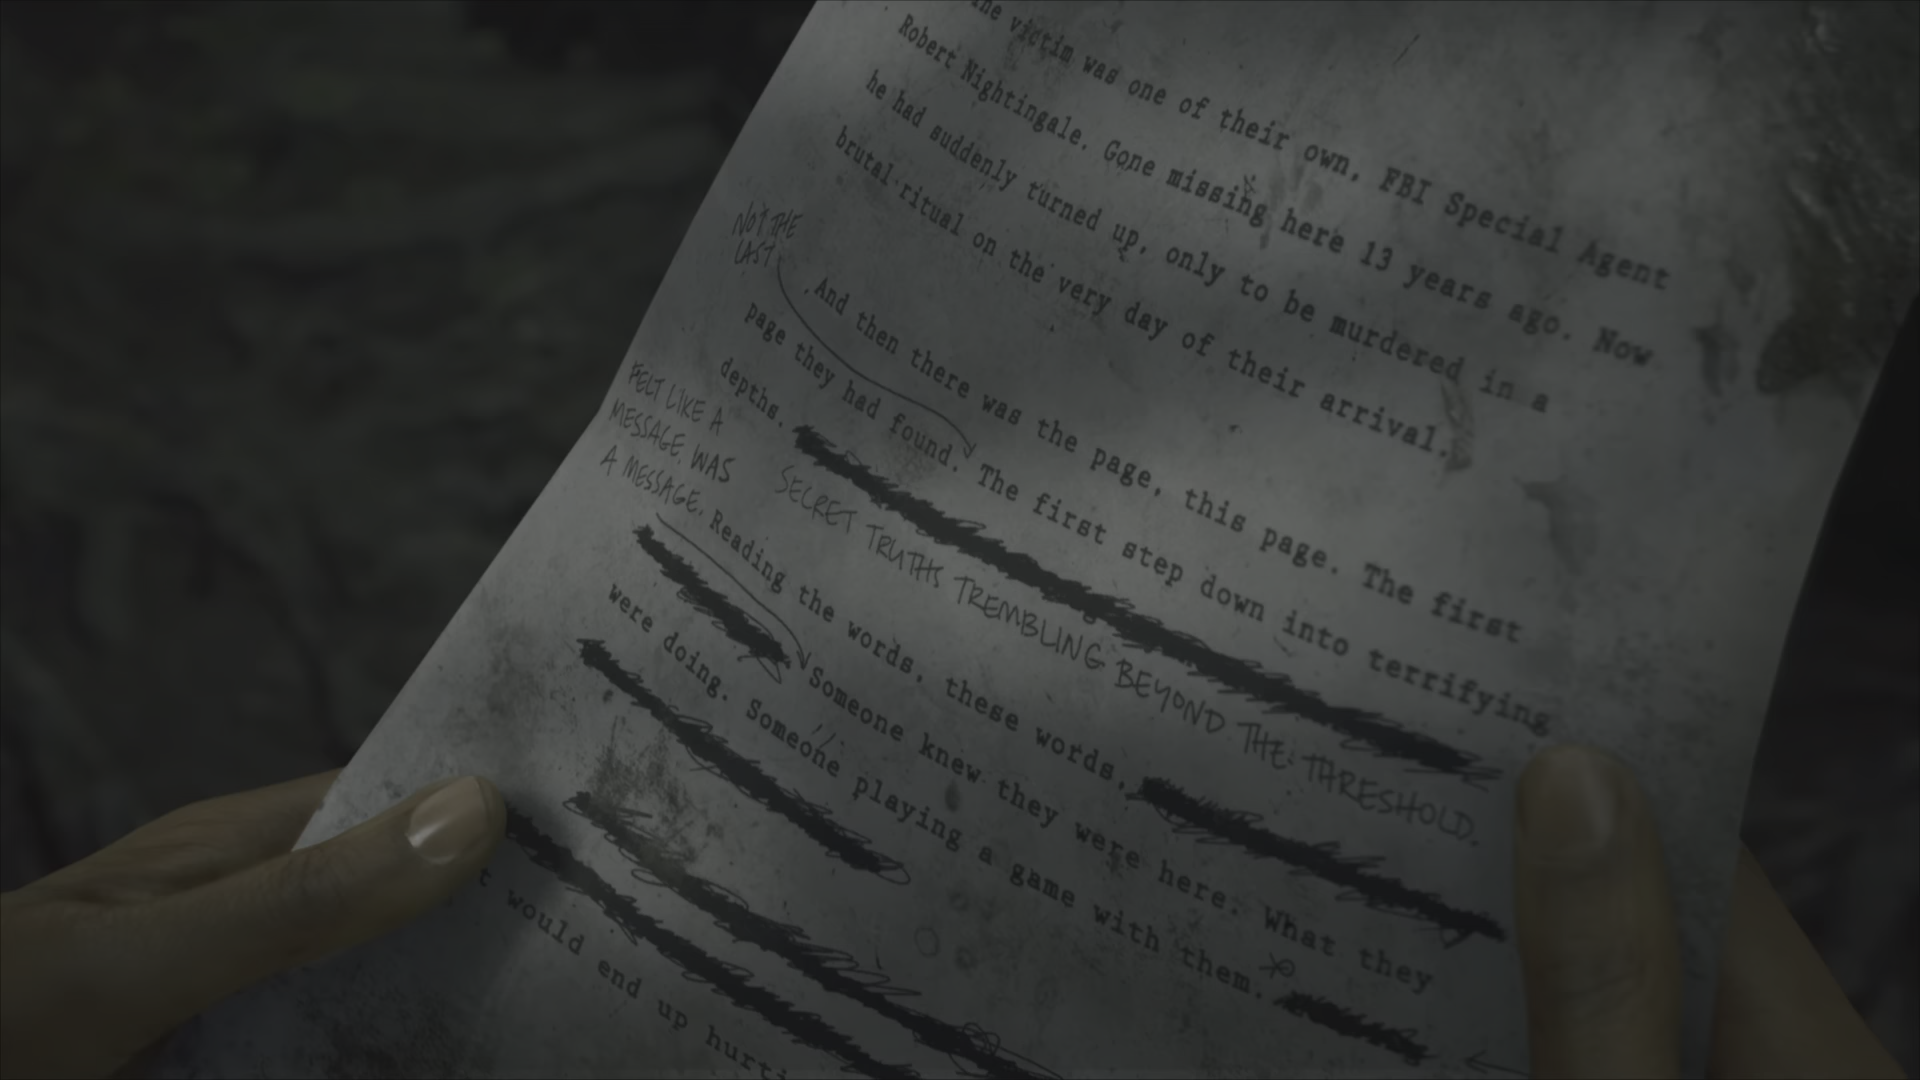 The victim was one of their own, FBI Special Agent
Robert Nightingale. Gone missing here 13 years ago. Now
he had suddenly turned up, only to be murdered in a
brutal ritual on the very day of their arrival.
NOT THE
LAST
And then there was the page, this page. The first
page they had found. The first step down into terrifying
depths.
SECRET TRUTHS TREMBLING BEYOND THE THRESHOLD.
FELT LIKE A
MESSAGE. WAS
A MESSAGE.
Reading the words, these words,
Someone knew they were here. What they
were doing. Someone playing a game with them.
would end up